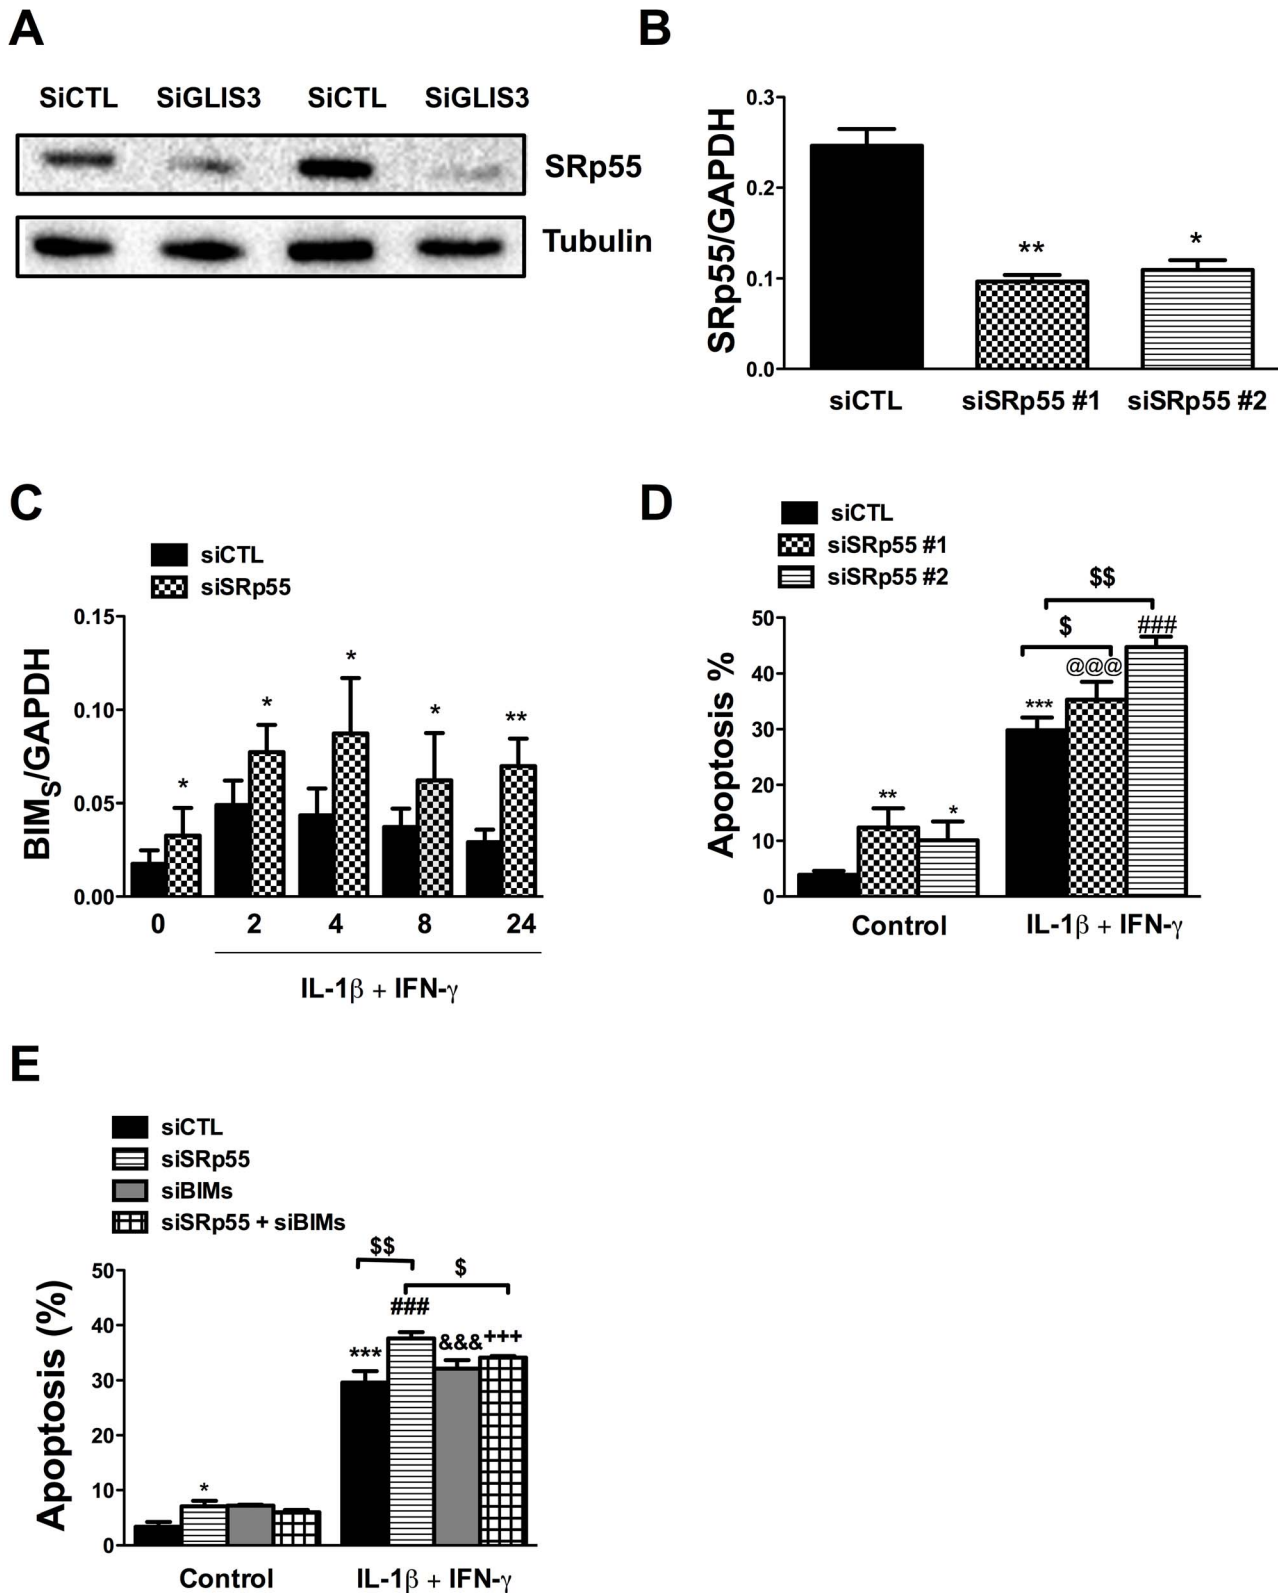 A
SiCTL SiGLIS3 SiCTL SiGLIS3
SRp55
Tubulin
B
SRp55/GAPDH
0.3
0.2
0.1
0.0
** *
siCTL siSRp55 #1 siSRp55 #2
C
siCTL
siSRp55
BIMS/GAPDH
0.15
0.10
0.05
0.00
* * * * **
0 2 4 8 24
IL-1β + IFN-γ
D
siCTL
siSRp55 #1
siSRp55 #2
Apoptosis %
50
40
30
20
10
0
$$
$
###
@@@
***
** *
Control IL-1β + IFN-γ
E
siCTL
siSRp55
siBIMs
siSRp55 + siBIMs
Apoptosis (%)
50
40
30
20
10
0
$$
$
###
*** &&& +++
*
Control IL-1β + IFN-γ